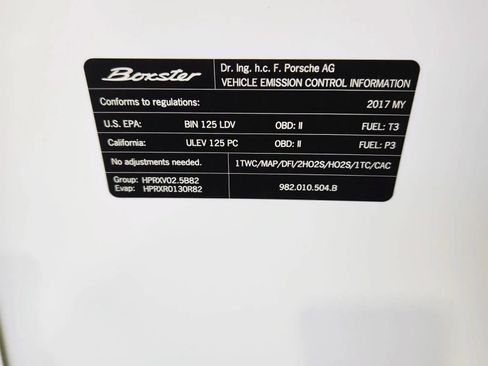 Boxster
Dr. Ing. h.c. F. Porsche AG
VEHICLE EMISSION CONTROL INFORMATION
Conforms to regulations: 2017 MY
U.S. EPA: BIN 125 LDV OBD: II FUEL: T3
California: ULEV 125 PC OBD: II FUEL: P3
No adjustments needed. 1TWC/MAP/DFI/2HO2S/HO2S/1TC/CAC
Group: HPRXV02.5B82
Evap: HPRXR0130R82
982.010.504.B